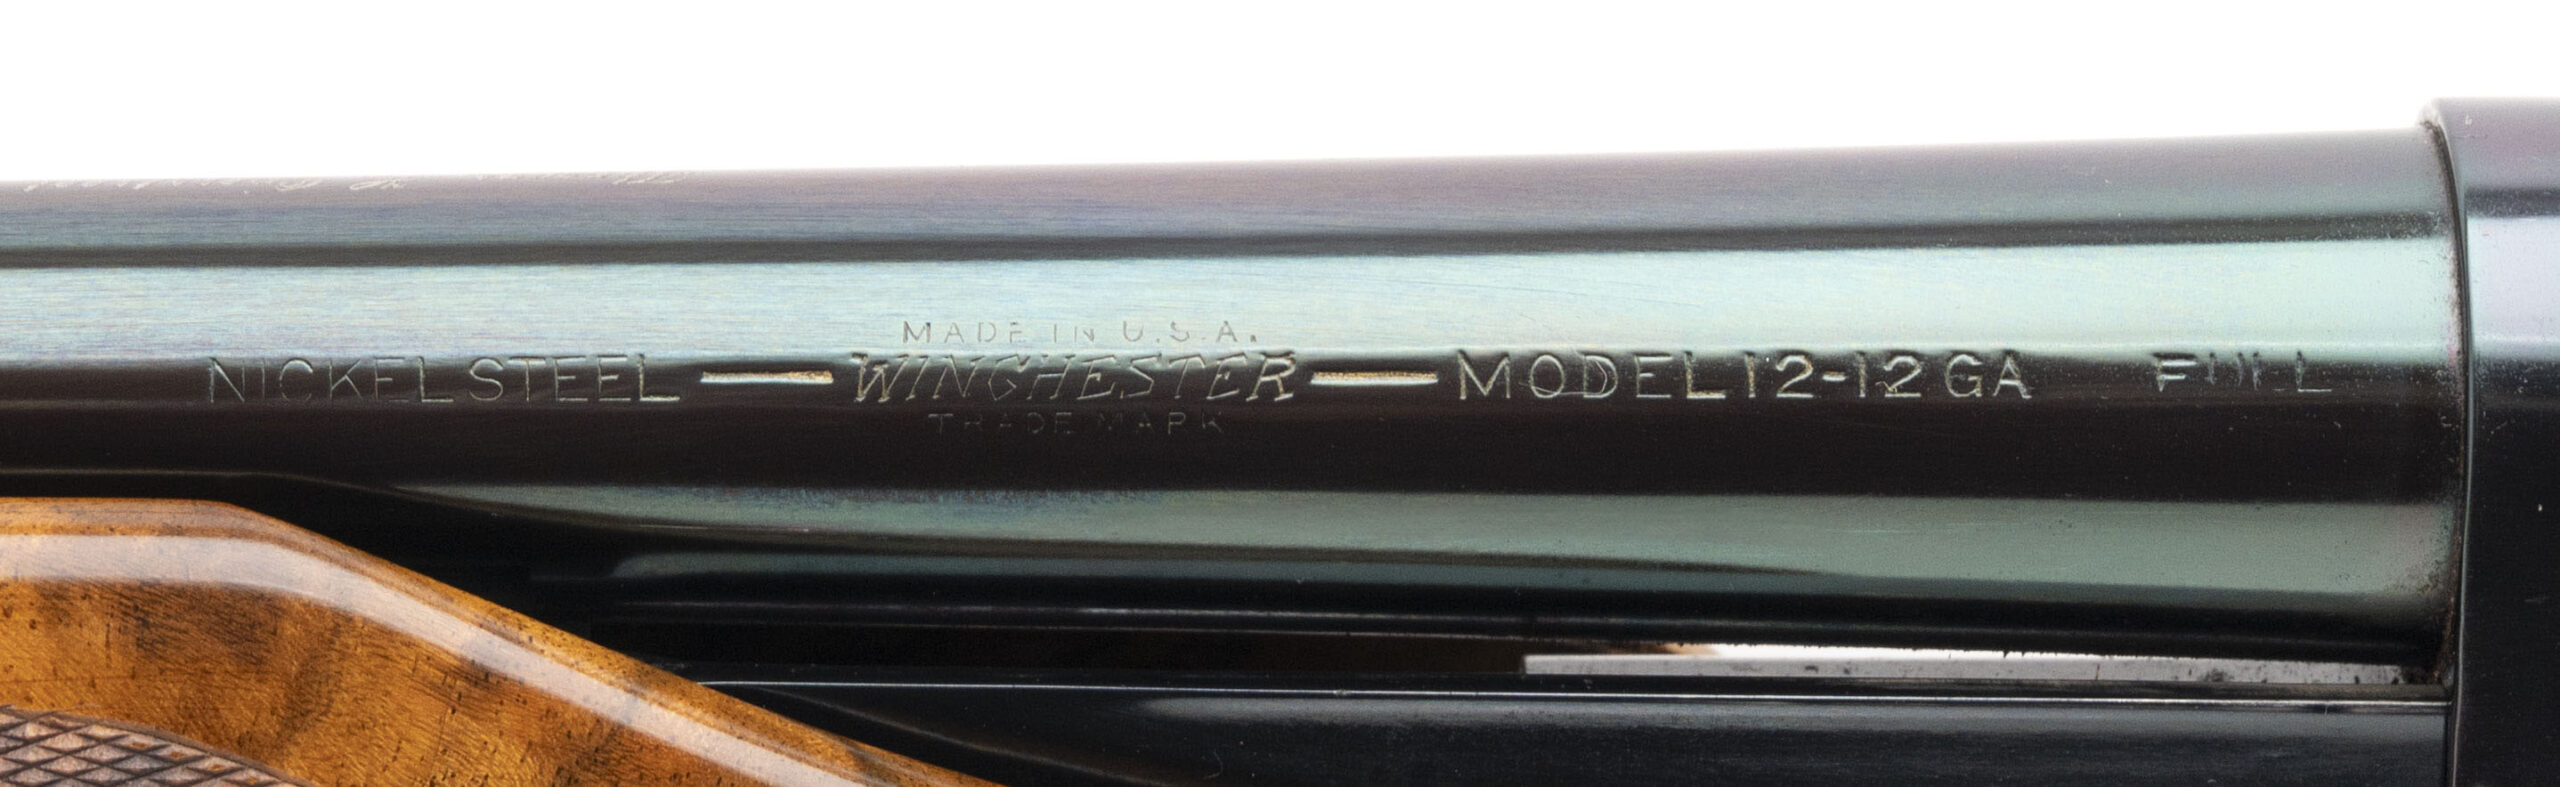 MADE IN U.S.A.
NICKEL STEEL — WINCHESTER — MODEL 12-12 GA FULL
TRADE MARK